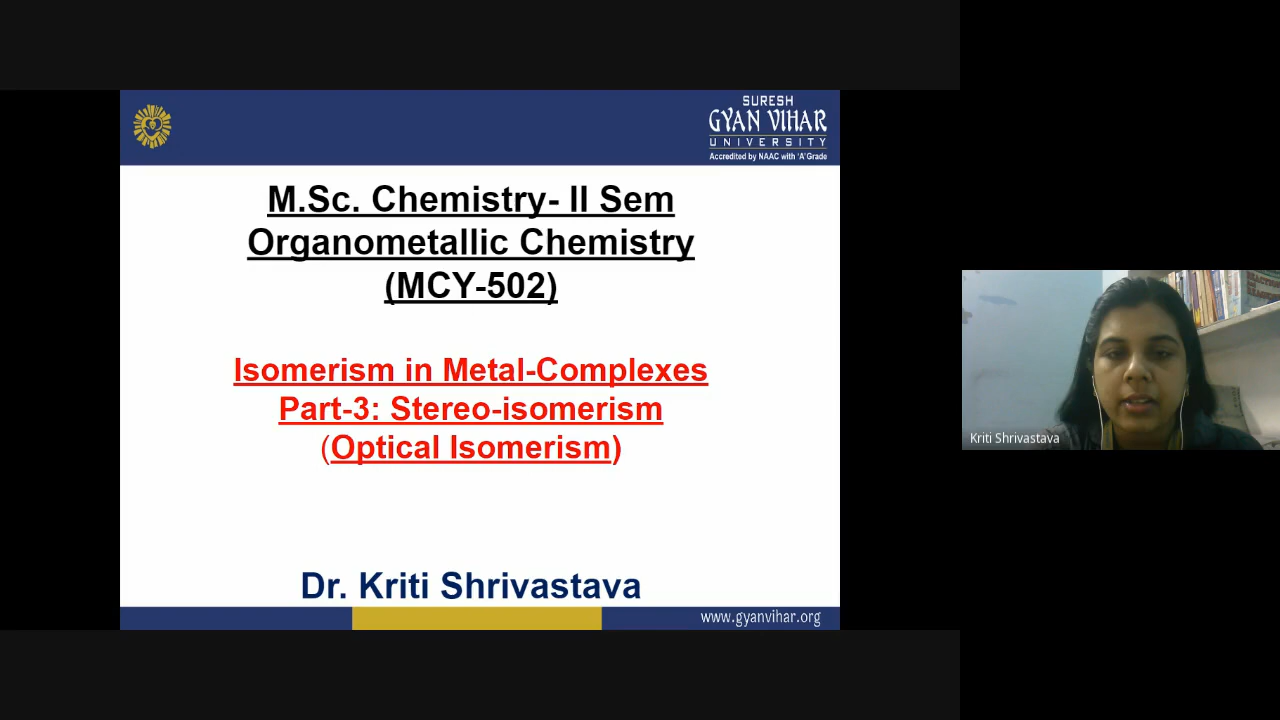 SURESH
GYAN VIHAR
UNIVERSITY
Accredited by NAAC with 'A' Grade
M.Sc. Chemistry- II Sem
Organometallic Chemistry
(MCY-502)
Isomerism in Metal-Complexes
Part-3: Stereo-isomerism
(Optical Isomerism)
Dr. Kriti Shrivastava
www.gyanvihar.org
Kriti Shrivastava